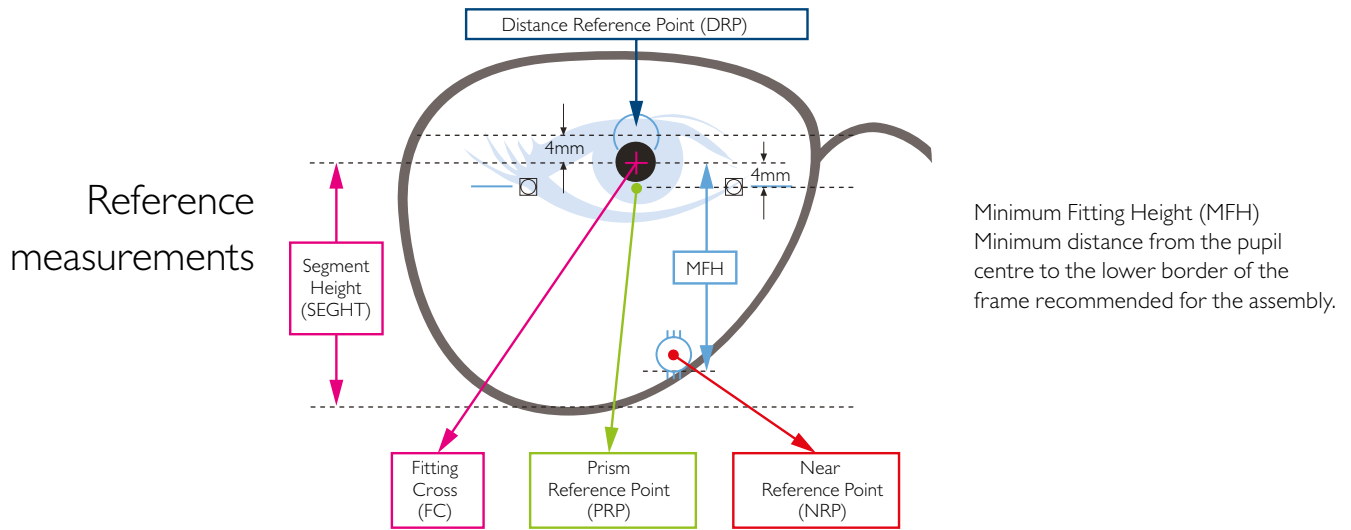 Distance Reference Point (DRP)
4mm
4mm
Reference
measurements
Segment
Height
(SEGHT)
MFH
Minimum Fitting Height (MFH)
Minimum distance from the pupil
centre to the lower border of the
frame recommended for the assembly.
Fitting
Cross
(FC)
Prism
Reference Point
(PRP)
Near
Reference Point
(NRP)